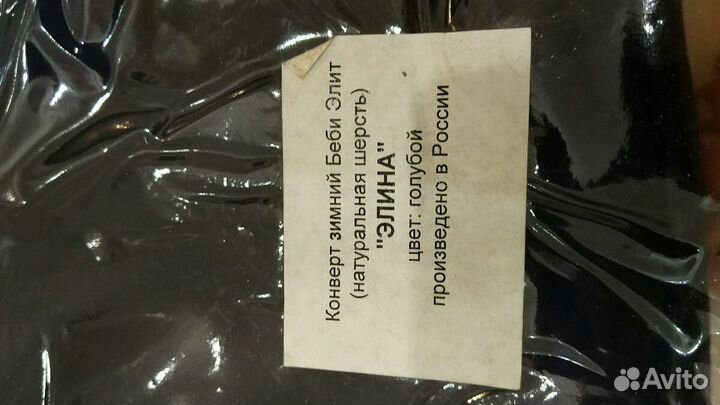 Конверт зимний Беби Элит
(натуральная шерсть)
"ЭЛИНА"
цвет: голубой
произведено в России
Avito